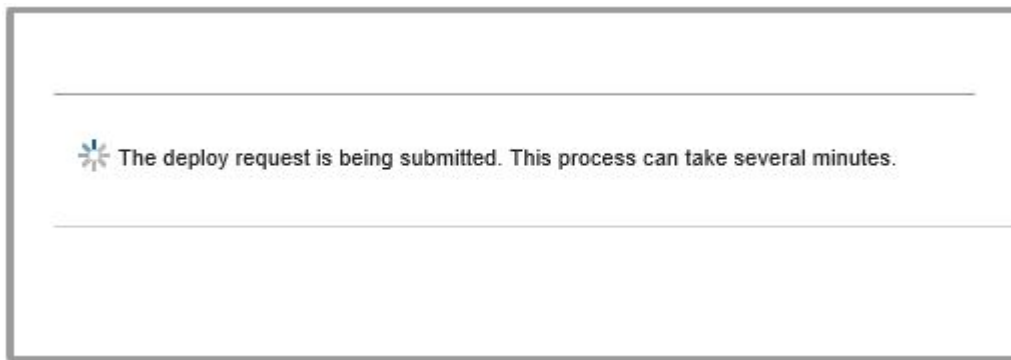 The deploy request is being submitted. This process can take several minutes.